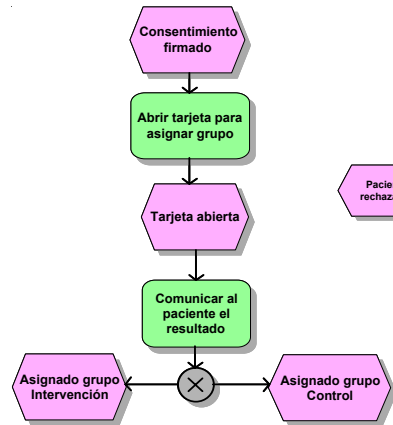 Consentimiento
firmado
Abrir tarjeta para
asignar grupo
Tarjeta abierta
Comunicar al
paciente el
resultado
Asignado grupo
Intervención
Asignado grupo
Control